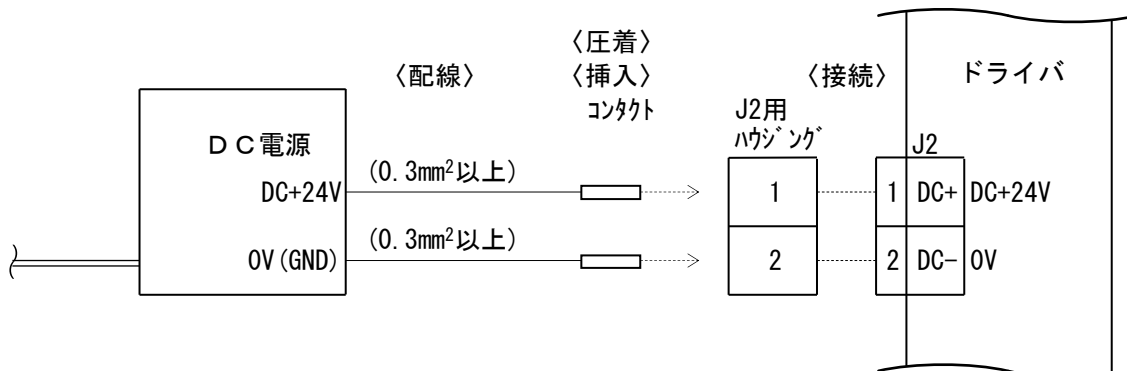 〈圧着〉
〈配線〉
〈挿入〉
〈接続〉
ドライバ
コンタクト
J2用
ハウジング
DC電源
J2
(0.3mm²以上)
DC+24V
1
1
DC+
DC+24V
(0.3mm²以上)
0V(GND)
2
2
DC-
0V